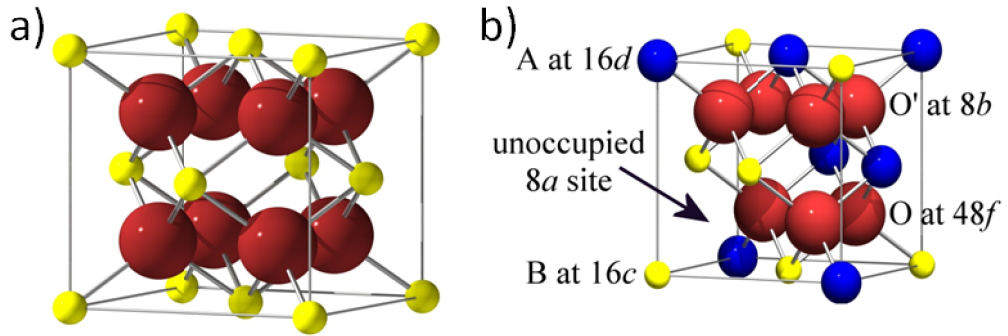 a)
b)
A at 16d
O' at 8b
unoccupied
8a site
O at 48f
B at 16c